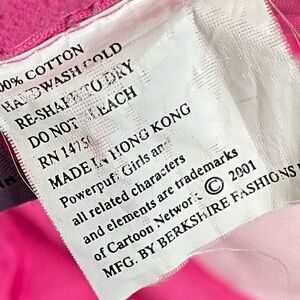 100% COTTON
HANDWASH COLD
RE-SHAPE TO DRY
DO NOT BLEACH
RN 1475
MADE IN HONG KONG
Powerpuff Girls and
all related characters
and elements are trademarks
of Cartoon Network © 2001
MFG. BY BERKSHIRE FASHIONS